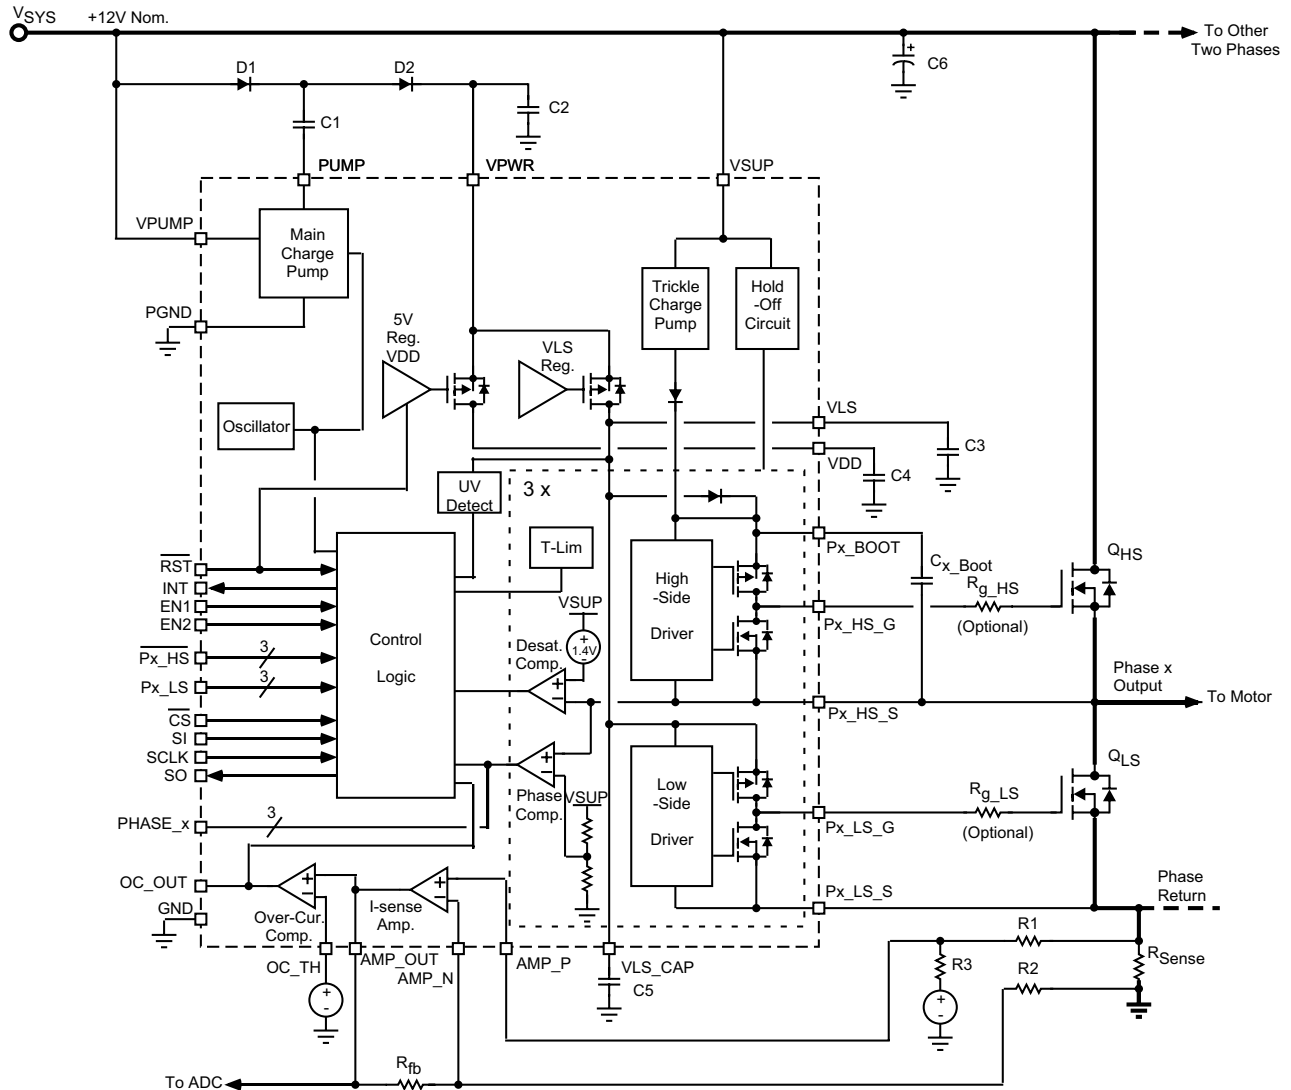 VSYS +12V Nom.
To Other
Two Phases
D1
D2
C6
C1
C2
PUMP
VPWR
VSUP
VPUMP
Main
Charge
Pump
Trickle
Charge
Pump
Hold
-Off
Circuit
PGND
5V
Reg.
VDD
VLS
Reg.
Oscillator
VLS
C3
VDD
C4
UV
Detect
3 x
T-Lim
Px_BOOT
Cx_Boot
QHS
RST
INT
EN1
EN2
Px_HS
3
Px_LS
3
CS
SI
SCLK
SO
Control
Logic
VSUP
+
1.4V
-
Desat.
Comp.
+
–
High
-Side
Driver
Rg_HS
(Optional)
Px_HS_G
Phase x
Output
To Motor
Px_HS_S
+
–
Phase
Comp.
VSUP
Low
-Side
Driver
QLS
Rg_LS
(Optional)
Px_LS_G
PHASE_x
3
OC_OUT
+
–
Over-Cur.
Comp.
+
–
I-sense
Amp.
Px_LS_S
Phase
Return
GND
OC_TH
AMP_OUT
AMP_N
AMP_P
VLS_CAP
C5
R1
R2
R3
RSense
+
-
+
-
Rfb
To ADC